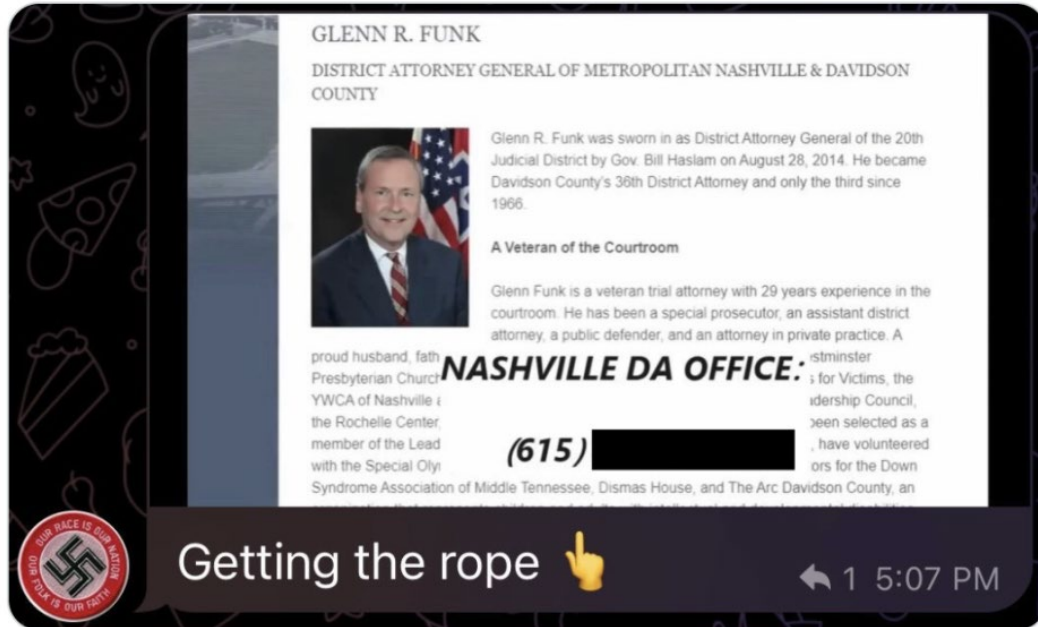 GLENN R. FUNK
DISTRICT ATTORNEY GENERAL OF METROPOLITAN NASHVILLE & DAVIDSON
COUNTY
Glenn R. Funk was sworn in as District Attorney General of the 20th
Judicial District by Gov. Bill Haslam on August 28, 2014. He became
Davidson County's 36th District Attorney and only the third since
1966.
A Veteran of the Courtroom
Glenn Funk is a veteran trial attorney with 29 years experience in the
courtroom. He has been a special prosecutor, an assistant district
attorney, a public defender, and an attorney in private practice. A
proud husband,
Presbyterian Church
for Victims, the
YWCA of Nashville
Council,
the Rochelle Center,
been selected as a
member of the Lead
, have volunteered
with the Special
for the Down
NASHVILLE DA OFFICE:
(615)
Syndrome Association of Middle Tennessee, Dismas House, and The Arc Davidson County, an
OUR RACE IS OUR NATION
OUR FOLK IS OUR FAITH
Getting the rope 👆
1 5:07 PM